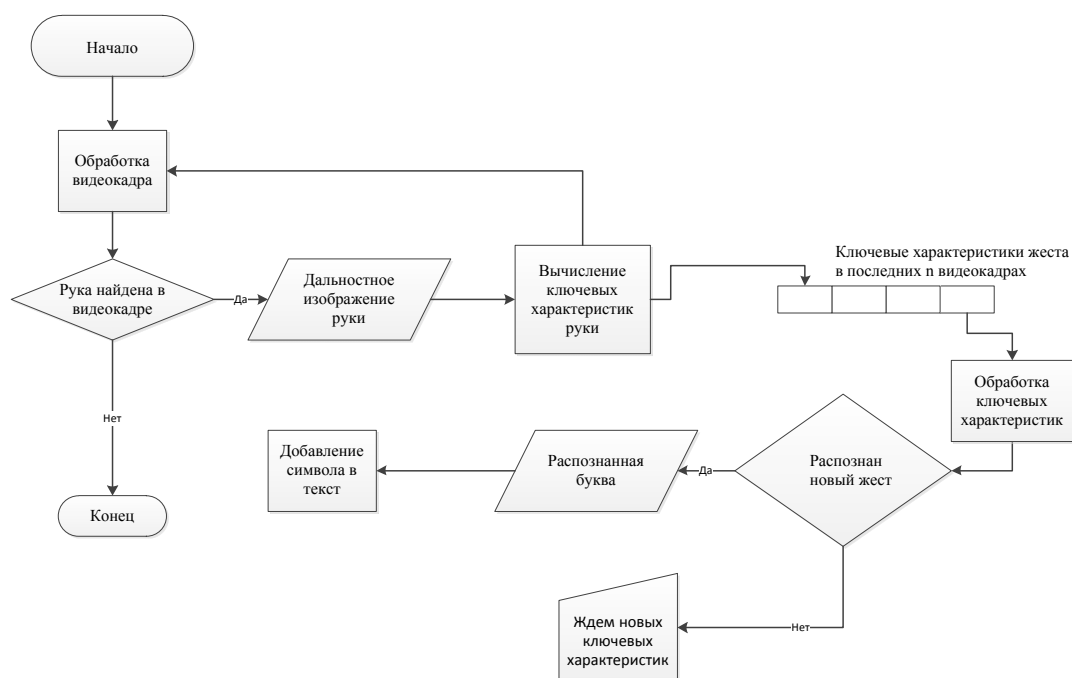 Начало
Обработка
видеокадра
Рука найдена в
видеокадре
Да
Дальностное
изображение
руки
Вычисление
ключевых
характеристик
руки
Ключевые характеристики жеста
в последних n видеокадрах
Обработка
ключевых
характеристик
Распознан
новый жест
Да
Распознанная
буква
Добавление
символа в
текст
Нет
Конец
Нет
Ждем новых
ключевых
характеристик